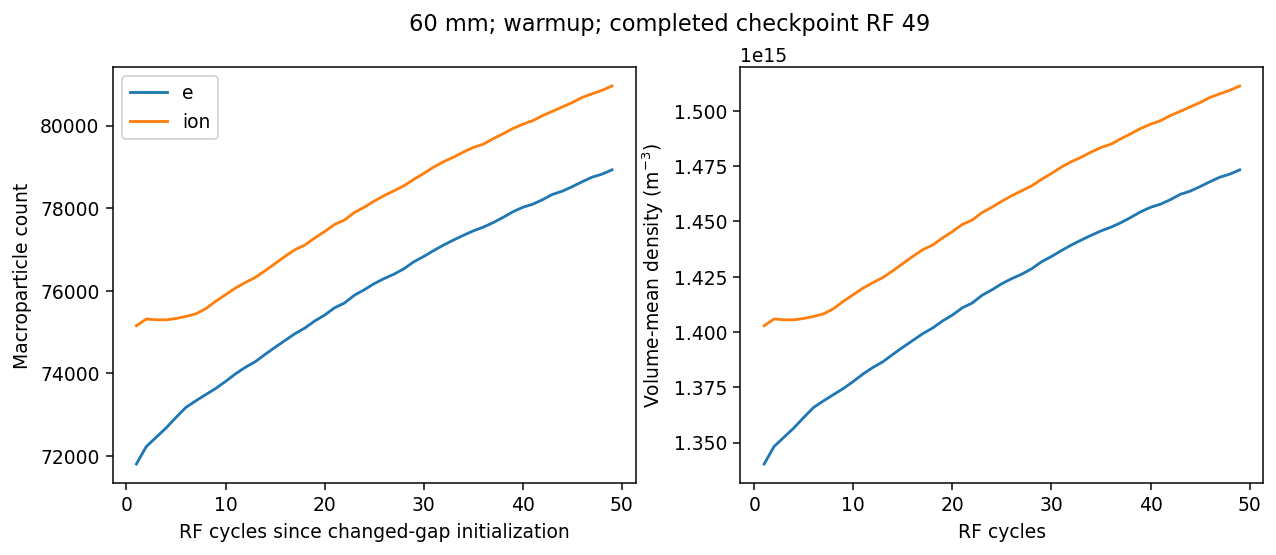 60 mm; warmup; completed checkpoint RF 49
e
ion
80000
78000
76000
74000
72000
Macroparticle count
0 10 20 30 40 50
RF cycles since changed-gap initialization
1e15
1.500
1.475
1.450
1.425
1.400
1.375
1.350
Volume-mean density (m⁻³)
0 10 20 30 40 50
RF cycles